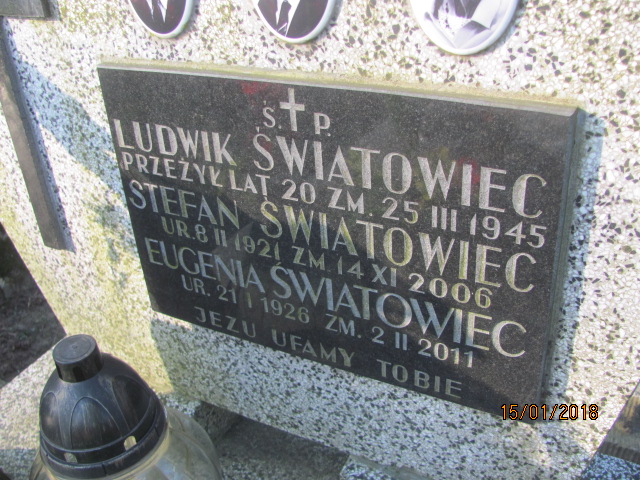 Ś. P.
LUDWIK ŚWIATOWIEC
PRZEŻYŁ LAT 20 ZM. 25 III 1945
STEFAN ŚWIATOWIEC
UR. 8 II 1921 ZM. 14 XI 2006
EUGENIA ŚWIATOWIEC
UR. 21 I 1926 ZM. 2 II 2011
JEZU UFAMY TOBIE
15/01/2018